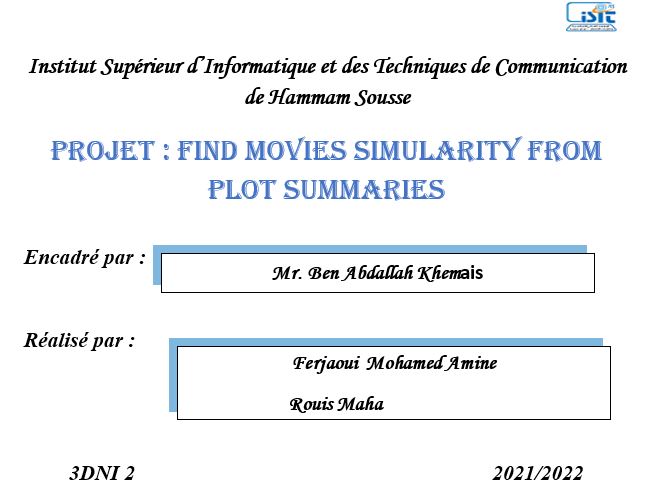 iSIT
Institut Supérieur d'Informatique et des Techniques de Communication
de Hammam Sousse
PROJET : FIND MOVIES SIMULARITY FROM
PLOT SUMMARIES
Encadré par :
Mr. Ben Abdallah Khemais
Réalisé par :
Ferjaoui Mohamed Amine
Rouis Maha
3DNI 2 2021/2022